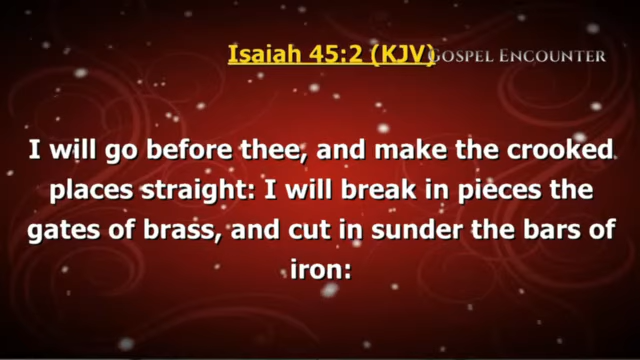 Isaiah 45:2 (KJV)
GOSPEL ENCOUNTER
I will go before thee, and make the crooked
places straight: I will break in pieces the
gates of brass, and cut in sunder the bars of
iron: